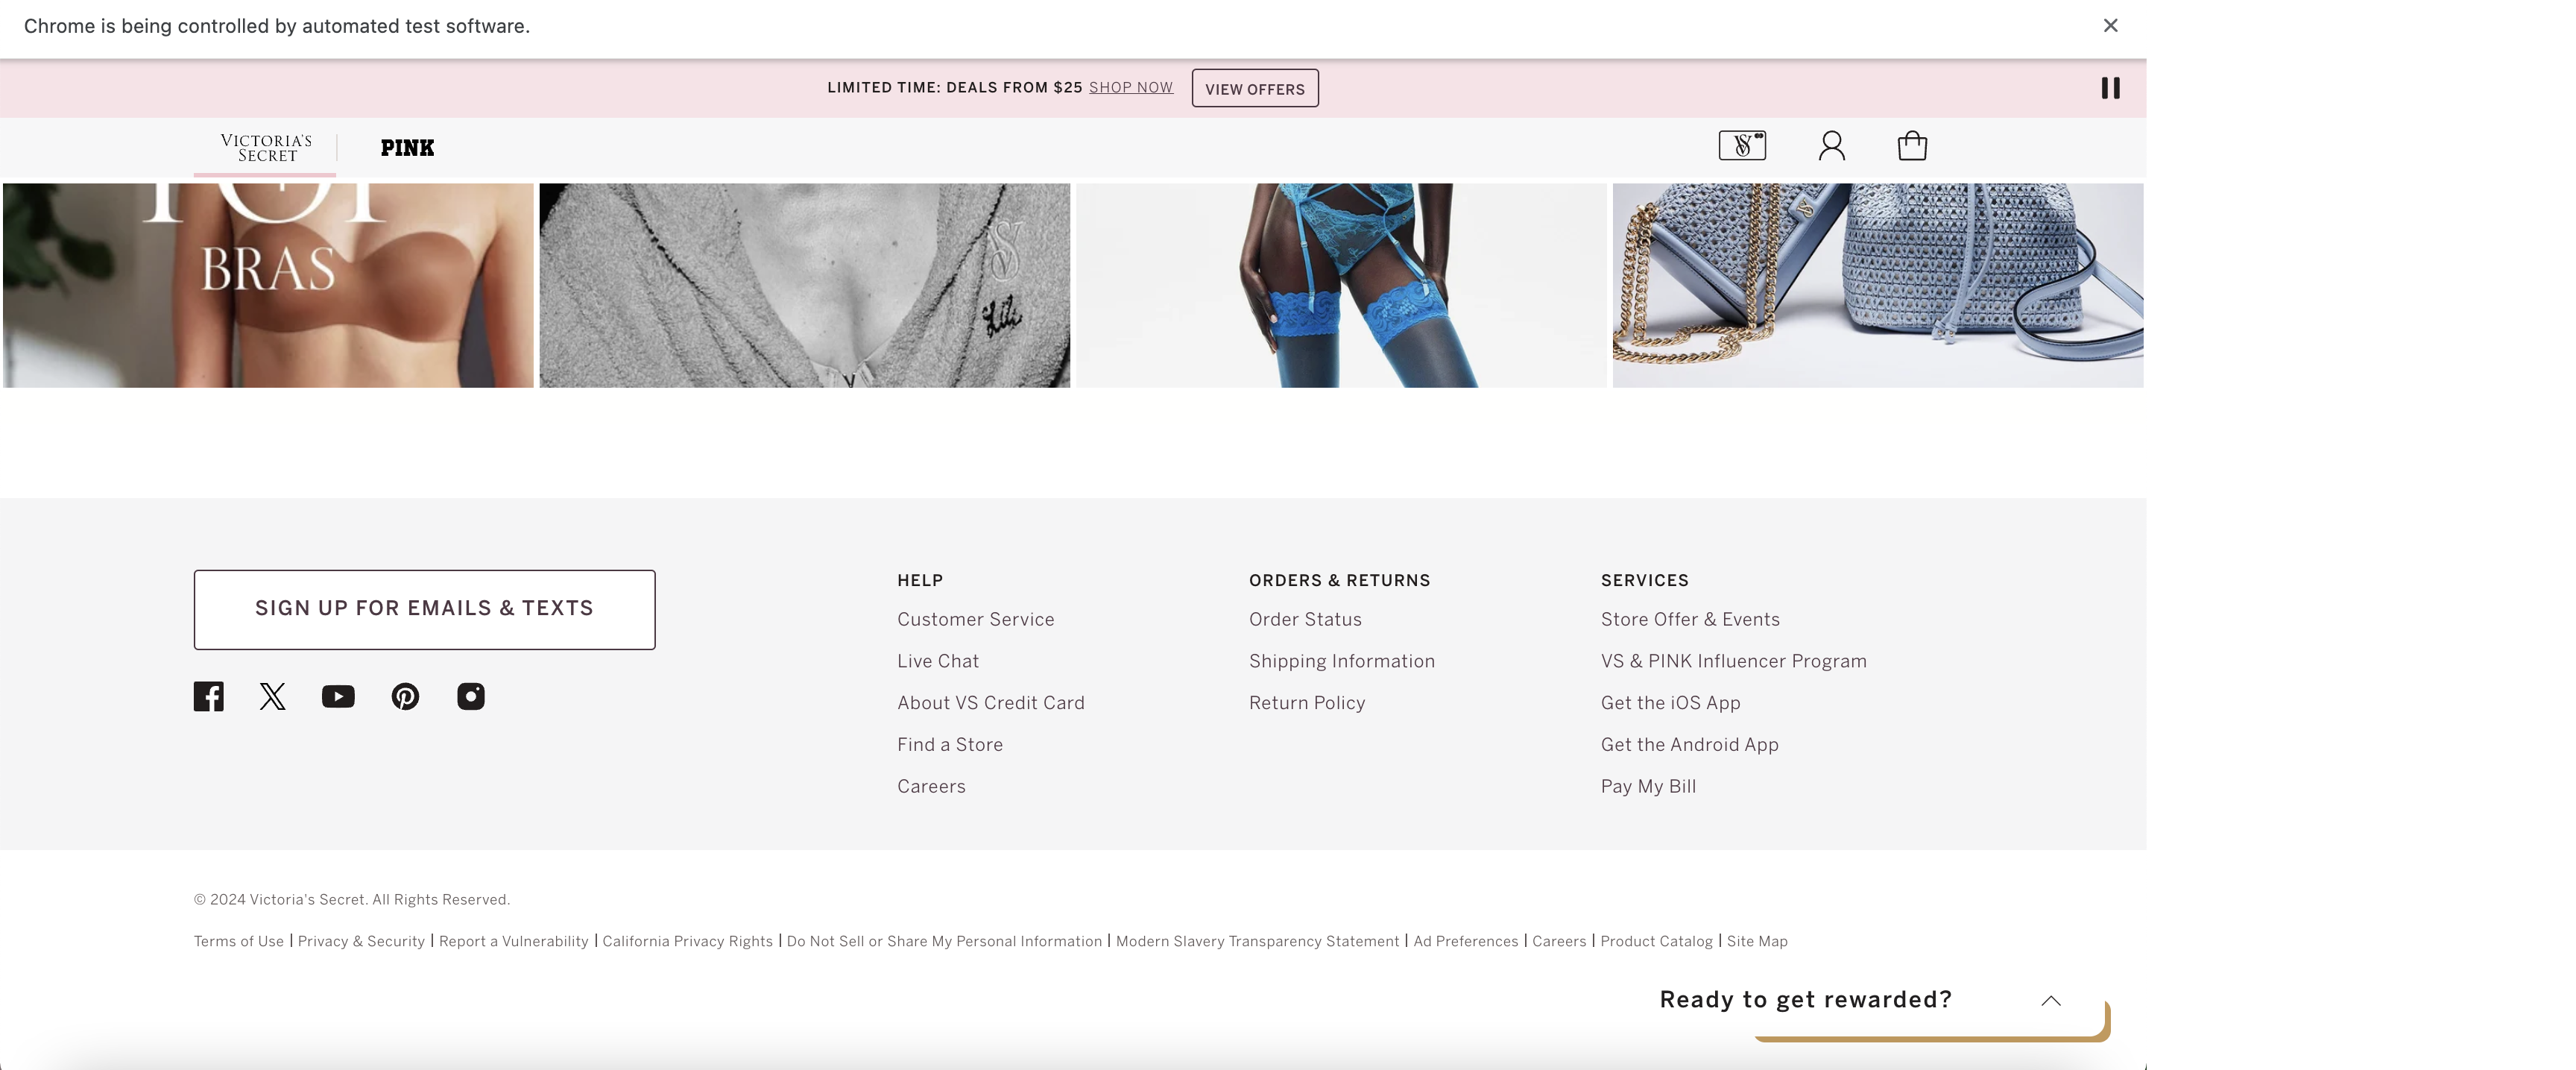 Chrome is being controlled by automated test software.
LIMITED TIME: DEALS FROM $25 SHOP NOW VIEW OFFERS
VICTORIA'S
SECRET
PINK
BRAS
Lili
SIGN UP FOR EMAILS & TEXTS
HELP
Customer Service
Live Chat
About VS Credit Card
Find a Store
Careers
ORDERS & RETURNS
Order Status
Shipping Information
Return Policy
SERVICES
Store Offer & Events
VS & PINK Influencer Program
Get the iOS App
Get the Android App
Pay My Bill
© 2024 Victoria's Secret. All Rights Reserved.
Terms of Use | Privacy & Security | Report a Vulnerability | California Privacy Rights | Do Not Sell or Share My Personal Information | Modern Slavery Transparency Statement | Ad Preferences | Careers | Product Catalog | Site Map
Ready to get rewarded?